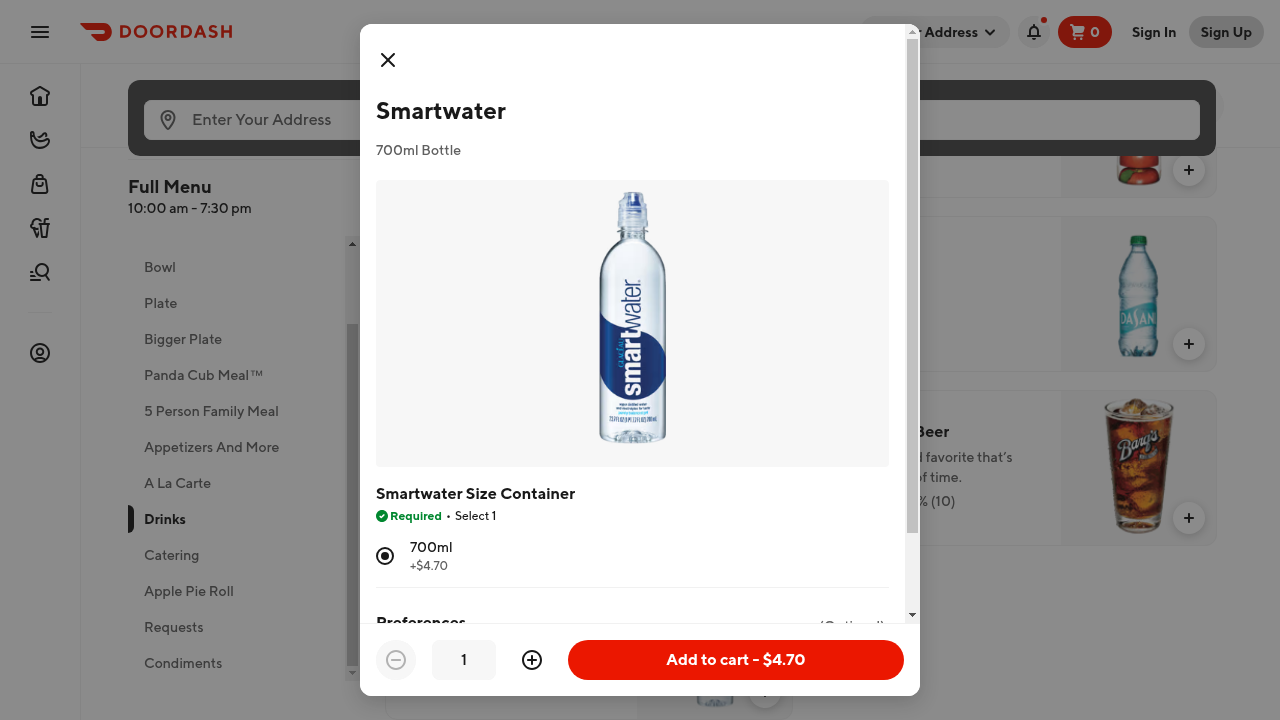 DOORDASH
Address
0
Sign In
Sign Up
Enter Your Address
Full Menu
10:00 am - 7:30 pm
Bowl
Plate
Bigger Plate
Panda Cub Meal™
5 Person Family Meal
Appetizers And More
A La Carte
Drinks
Catering
Apple Pie Roll
Requests
Condiments
Smartwater
700ml Bottle
smartwater
Smartwater Size Container
Required • Select 1
700ml
+$4.70
Preferences
(Optional)
1
Add to cart - $4.70
DASANI
Beer
favorite that's
of time.
% (10)
Barq's